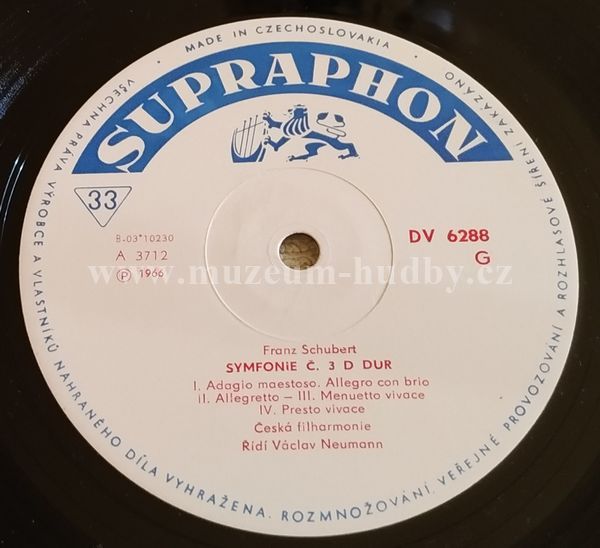 MADE IN CZECHOSLOVAKIA
SUPRAPHON
33
B-03*10230
A 3712
Ⓟ 1966
DV 6288
G
www.muzeum-hudby.cz
Franz Schubert
SYMFONiE Č. 3 D DUR
I. Adagio maestoso. Allegro con brio
iI. Allegretto – III. Menuetto vivace
IV. Presto vivace
Česká filharmonie
Řídí Václav Neumann
VŠECHNA PRÁVA VÝROBCE A VLASTNÍKŮ NAHRANÉHO DÍLA VYHRAŽENA. ROZMNOŽOVÁNÍ, VEŘEJNÉ PROVOZOVÁNÍ A ROZHLASOVÉ ŠÍŘENÍ ZAKÁZÁNO